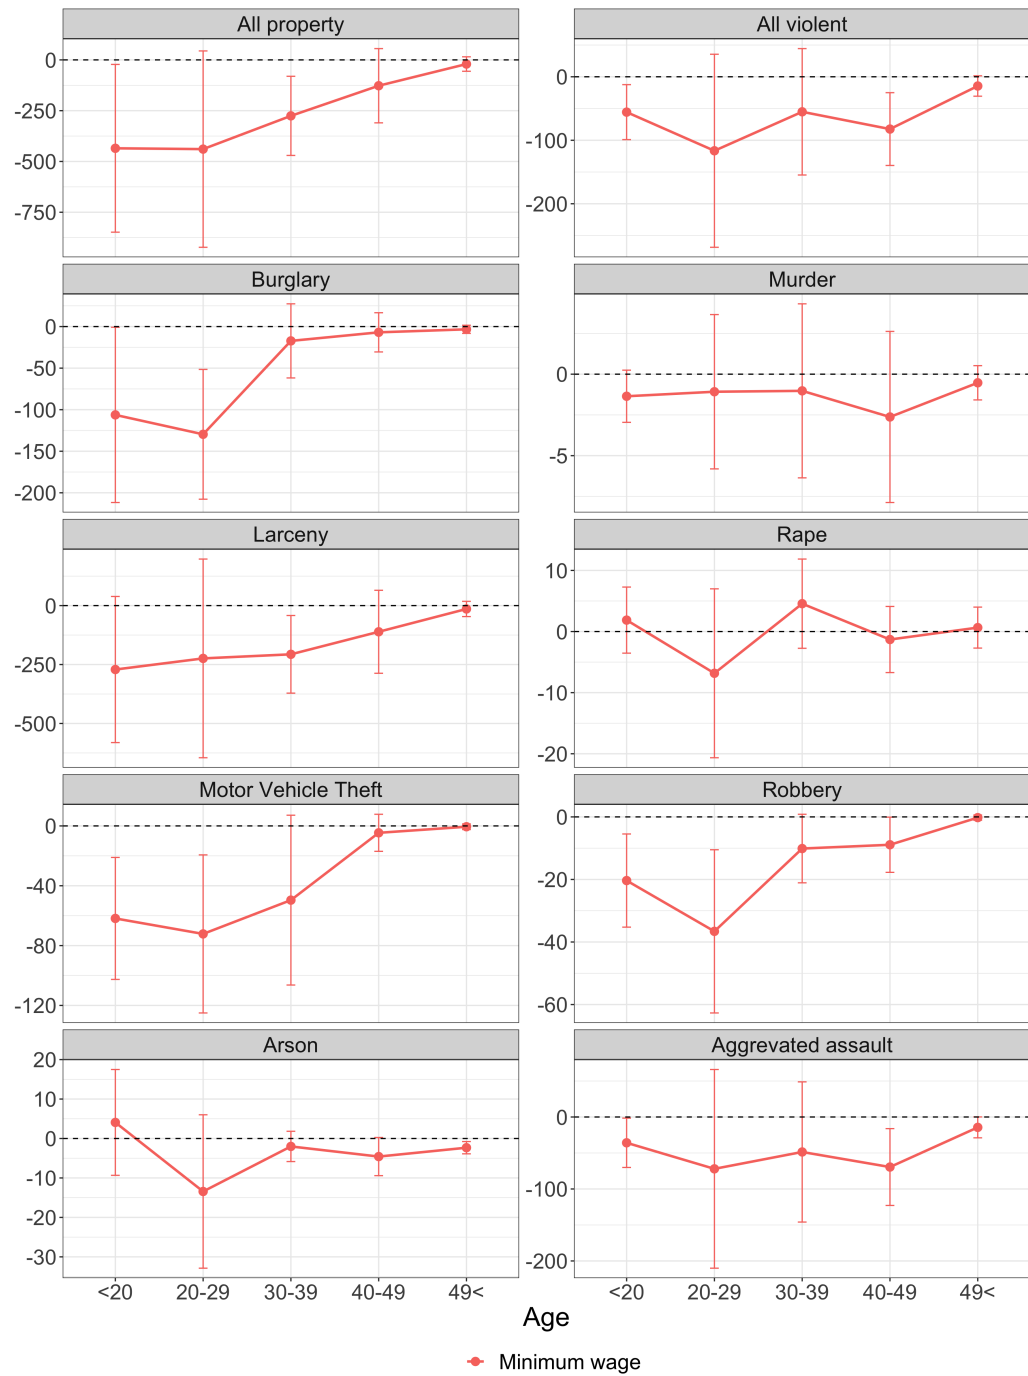 All property
0
-250
-500
-750
All violent
0
-100
-200
Burglary
0
-50
-100
-150
-200
Murder
0
-5
Larceny
0
-250
-500
Rape
10
0
-10
-20
Motor Vehicle Theft
0
-40
-80
-120
Robbery
0
-20
-40
-60
Arson
20
10
0
-10
-20
-30
Aggrevated assault
0
-100
-200
<20 20-29 30-39 40-49 49<
<20 20-29 30-39 40-49 49<
Age
Minimum wage